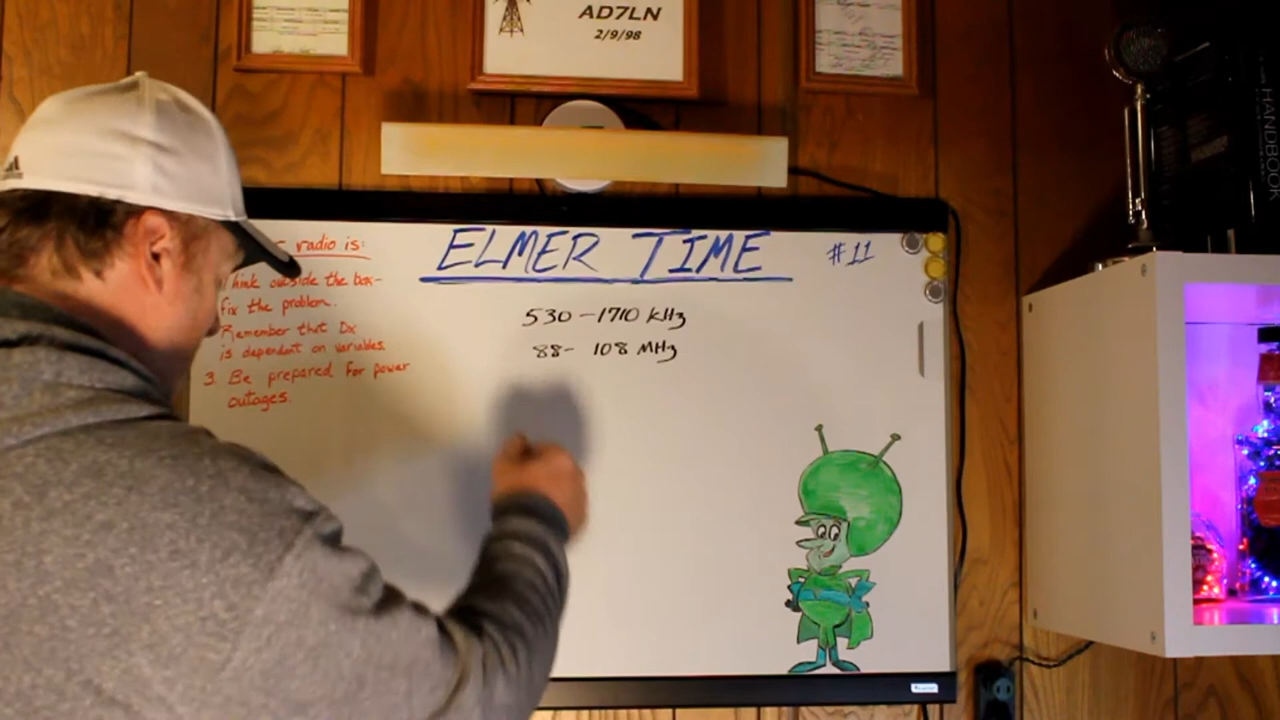 AD7LN
2/9/98
HANDBOOK
ELMER TIME
#11
radio is:
Think outside the box-
fix the problem.
Remember that Dx
is dependent on variables.
3. Be prepared for power
outages.
530-1710 kHz
88- 108 MHz